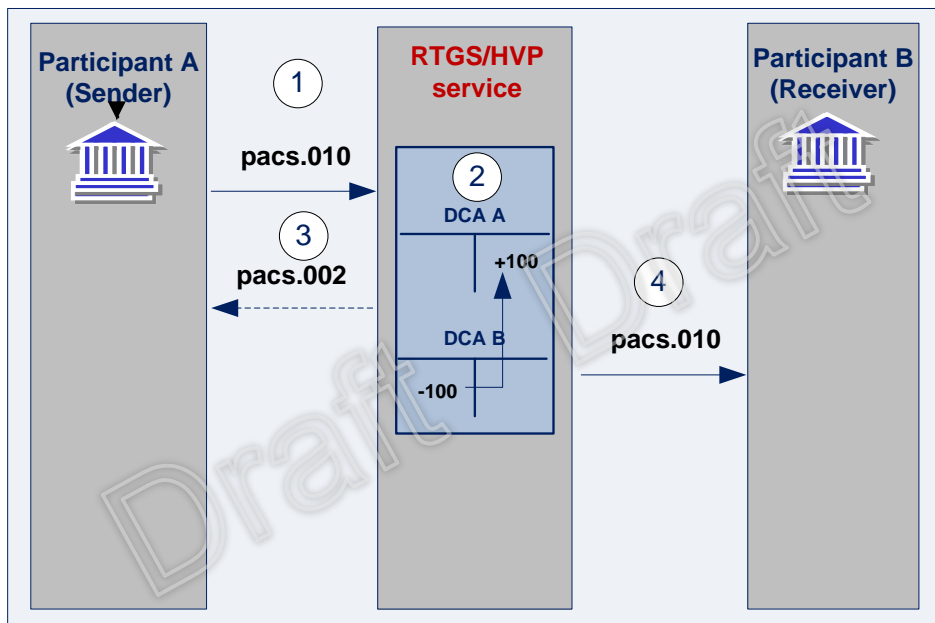 Participant A
(Sender)
RTGS/HVP
service
Participant B
(Receiver)
1
pacs.010
2
DCA A
+100
3
pacs.002
4
pacs.010
DCA B
-100
Draft
Draft